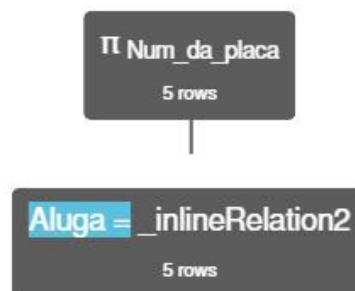 π Num_da_placa
5 rows
Aluga = _inlineRelation2
5 rows